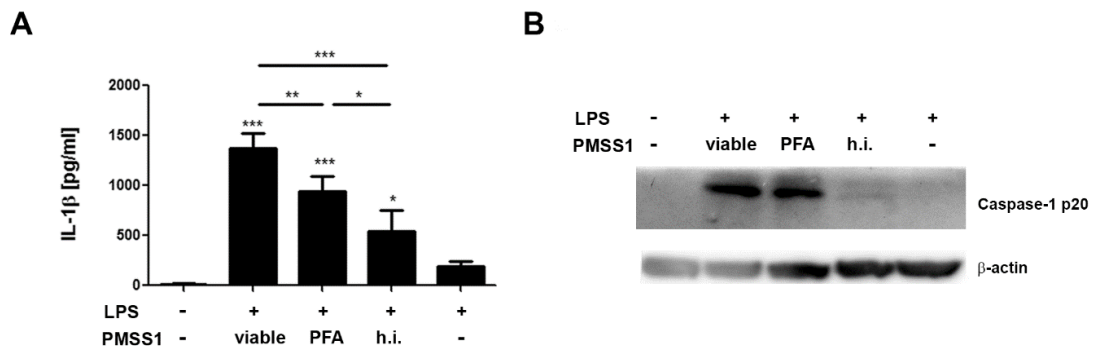 A
***
** *
2000
1500
1000
500
0
IL-1β [pg/ml]
***
***
*
LPS - + + + +
PMSS1 - viable PFA h.i. -
B
LPS - + + + +
PMSS1 - viable PFA h.i. -
Caspase-1 p20
β-actin